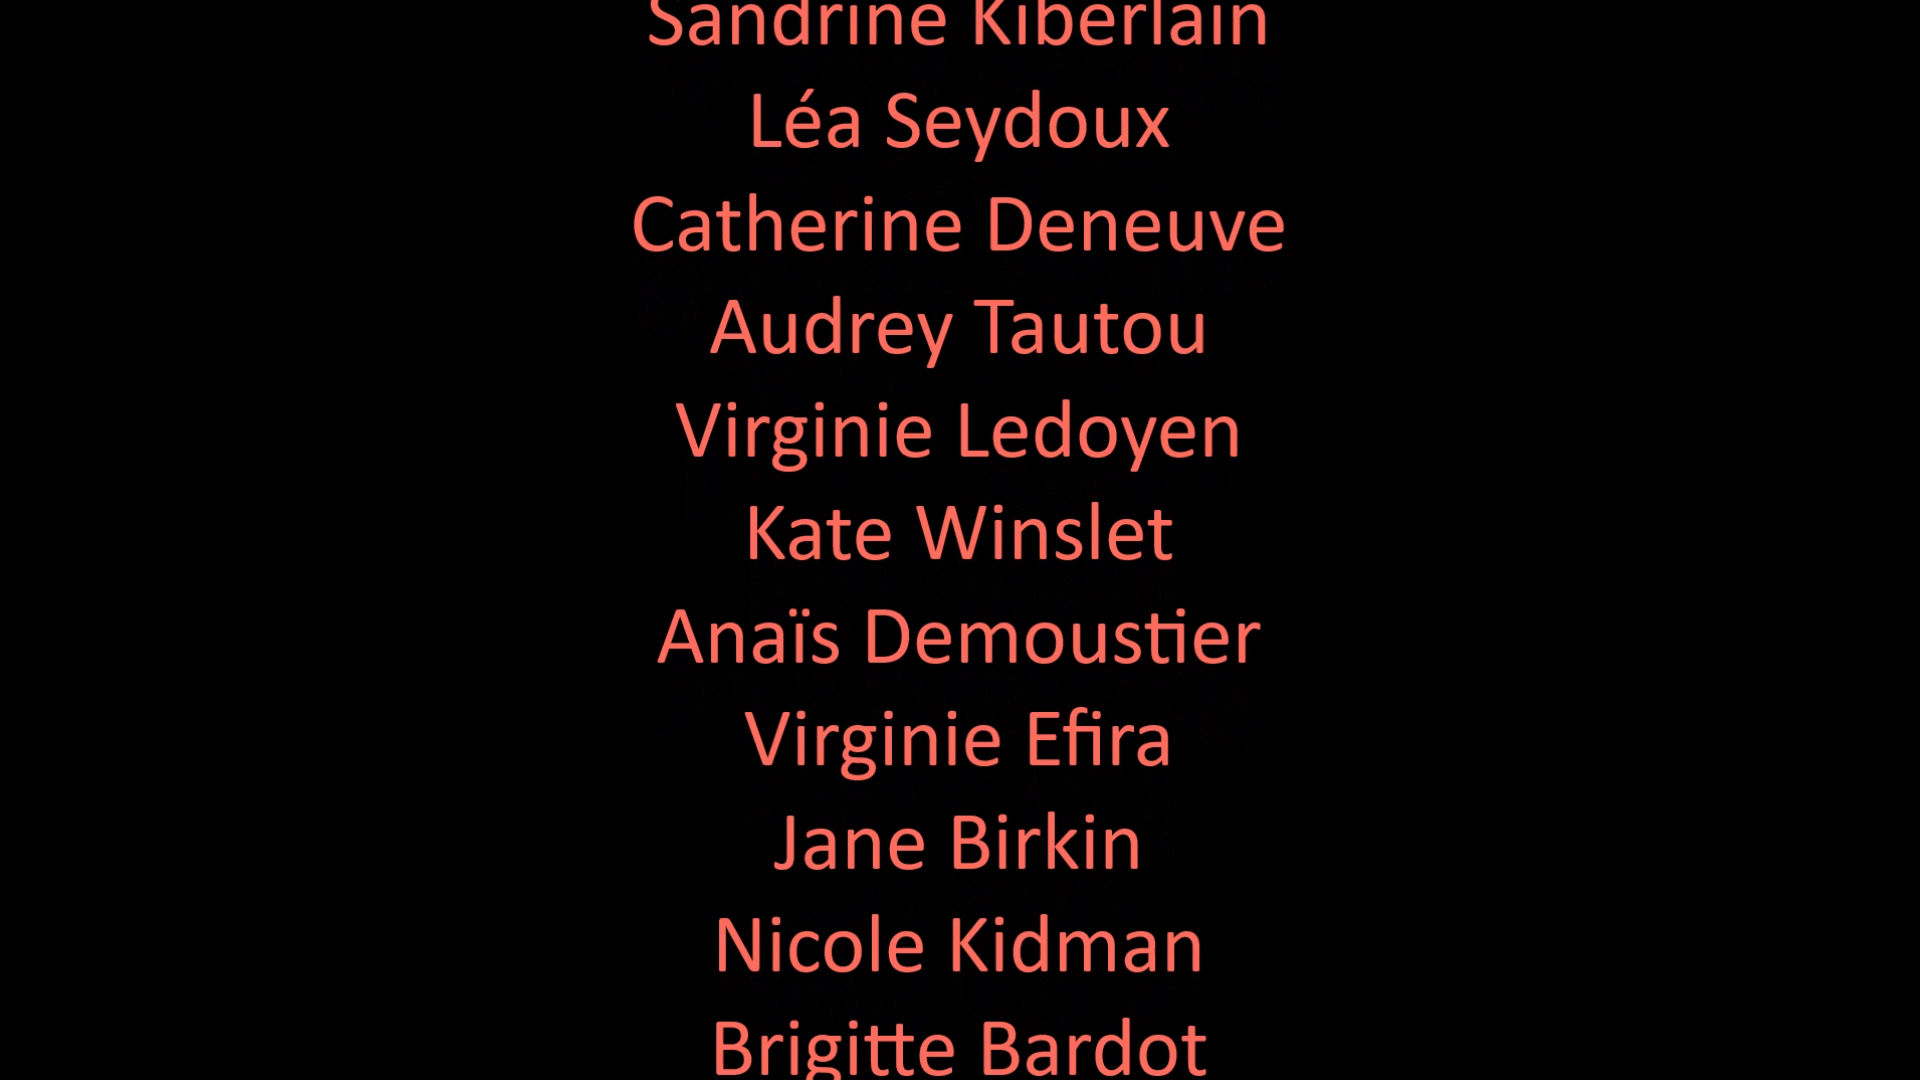 Sandrine Kiberlain
Léa Seydoux
Catherine Deneuve
Audrey Tautou
Virginie Ledoyen
Kate Winslet
Anaïs Demoustier
Virginie Efira
Jane Birkin
Nicole Kidman
Brigitte Bardot